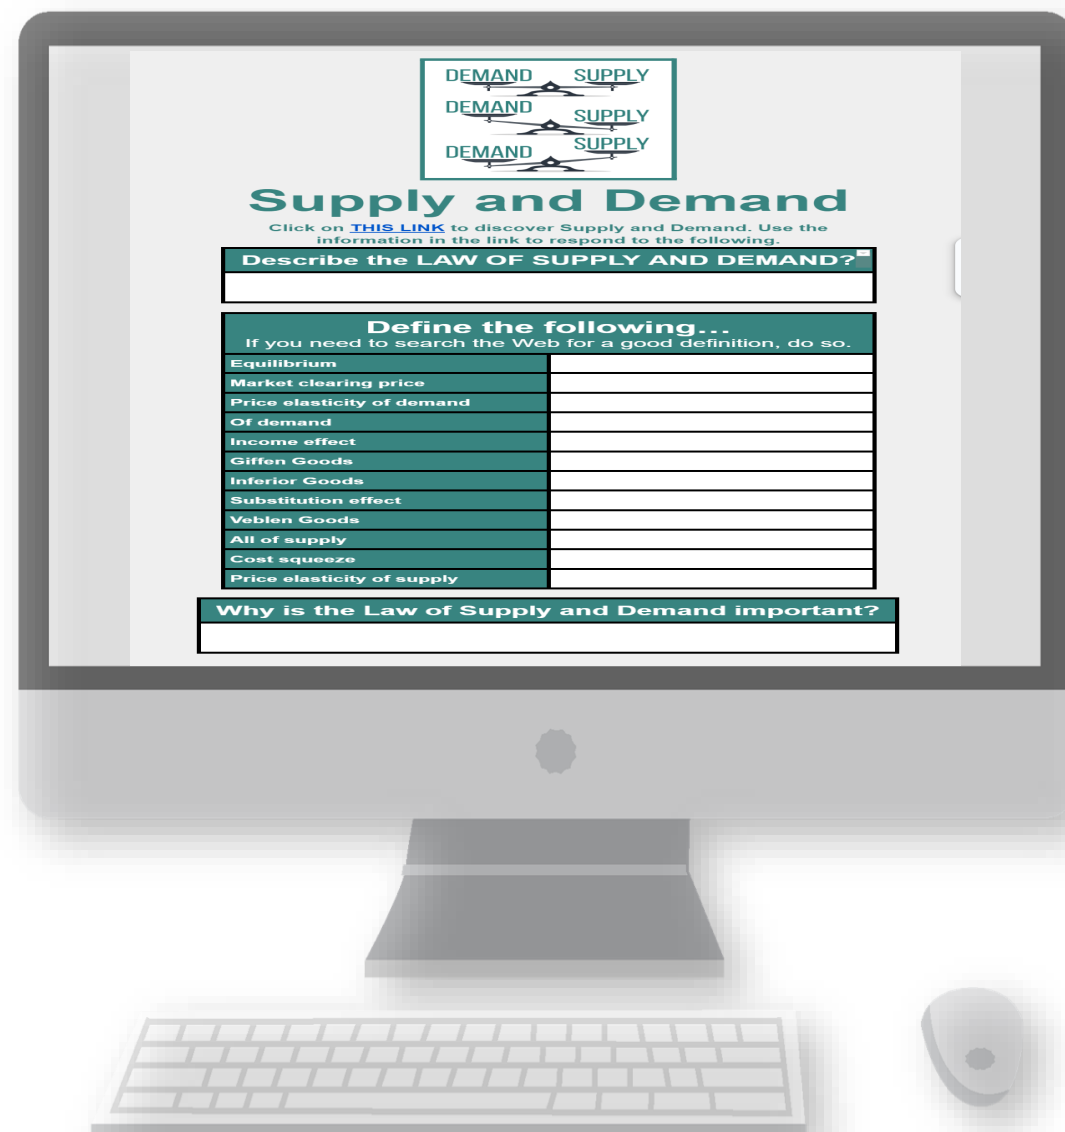 DEMAND SUPPLY
DEMAND SUPPLY
DEMAND SUPPLY
Supply and Demand
Click on THIS LINK to discover Supply and Demand. Use the
information in the link to respond to the following.
Describe the LAW OF SUPPLY AND DEMAND?
Define the following...
If you need to search the Web for a good definition, do so.
Equilibrium
Market clearing price
Price elasticity of demand
Of demand
Income effect
Giffen Goods
Inferior Goods
Substitution effect
Veblen Goods
All of supply
Cost squeeze
Price elasticity of supply
Why is the Law of Supply and Demand important?